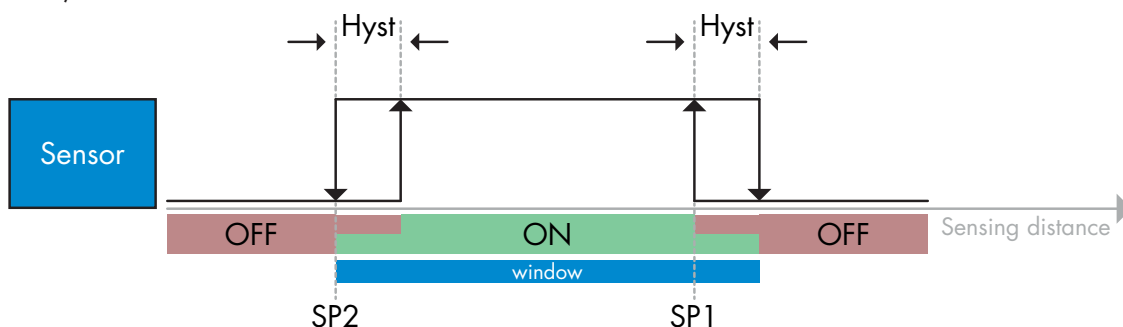 Hyst
Hyst
Sensor
OFF
ON
OFF
Sensing distance
window
SP2
SP1